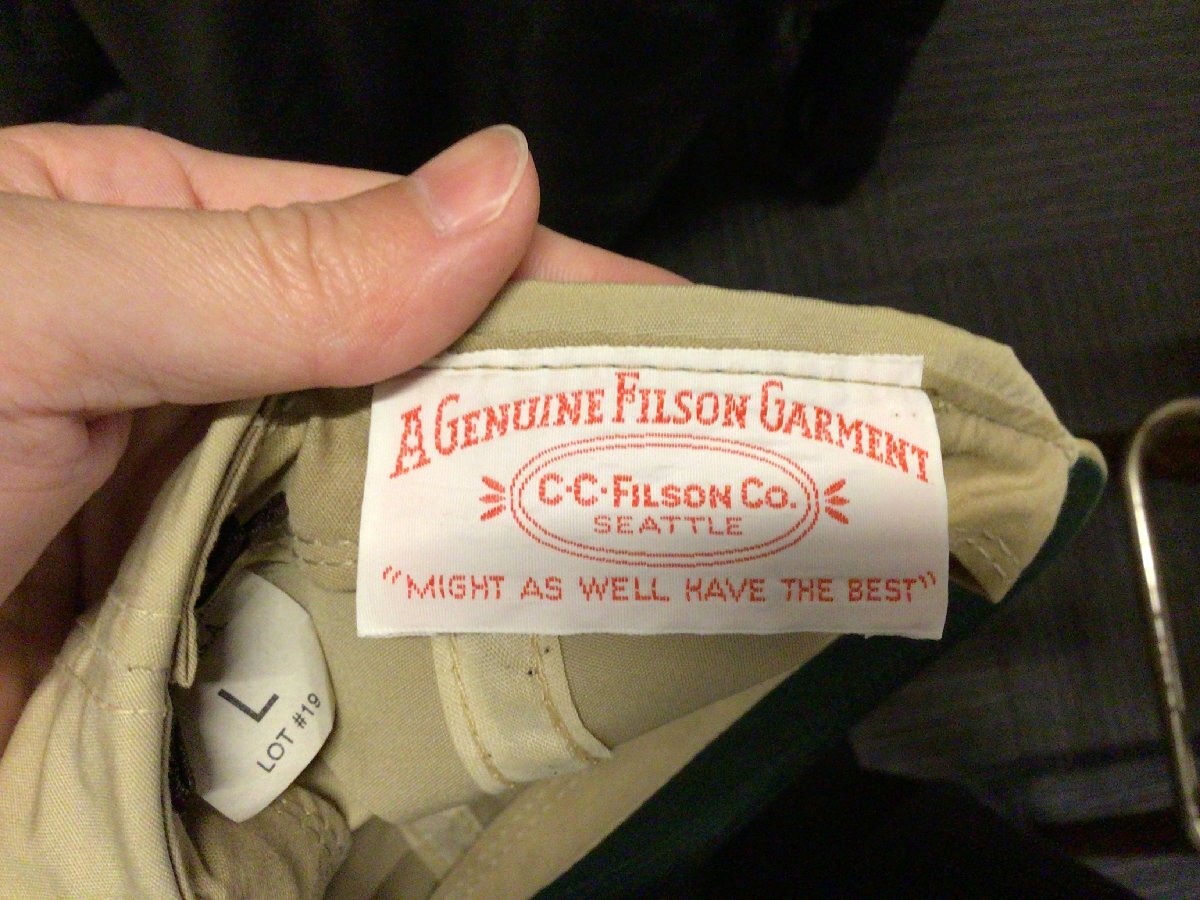 A GENUINE FILSON GARMENT
C·C·FILSON CO.
SEATTLE
"MIGHT AS WELL HAVE THE BEST"
L
LOT #19